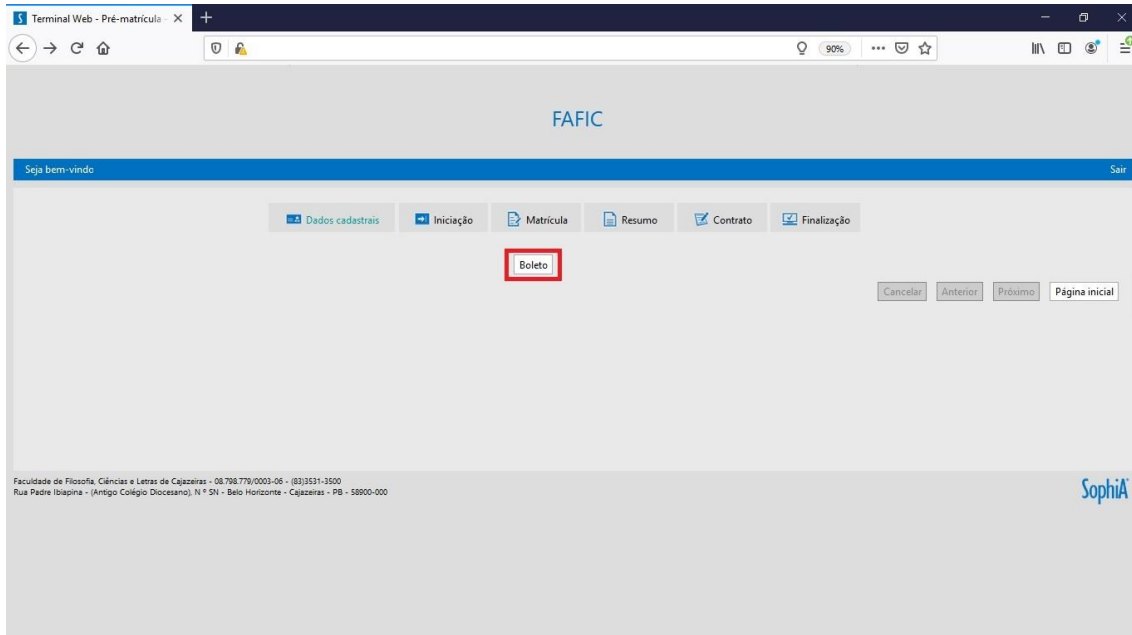 Terminal Web - Pré-matrícula -
90%
FAFIC
Seja bem-vindo
Sair
Dados cadastrais
Iniciação
Matrícula
Resumo
Contrato
Finalização
Boleto
Cancelar
Anterior
Próximo
Página inicial
Faculdade de Filosofia, Ciências e Letras de Cajazeiras - 08.798.779/0003-06 - (83)3531-3500
Rua Padre Ibiapina - (Antigo Colégio Diocesano), N º SN - Belo Horizonte - Cajazeiras - PB - 58900-000
SophiA